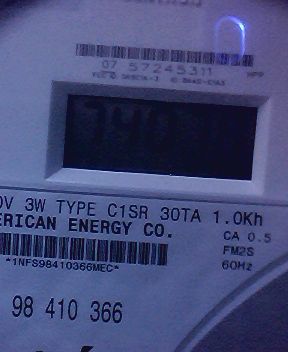 07 57245311
0V 3W TYPE C1SR 30TA 1.0Kh
ERICAN ENERGY CO.
CA 0.5
FM2S
60Hz
*1NFS98410366MEC*
98 410 366